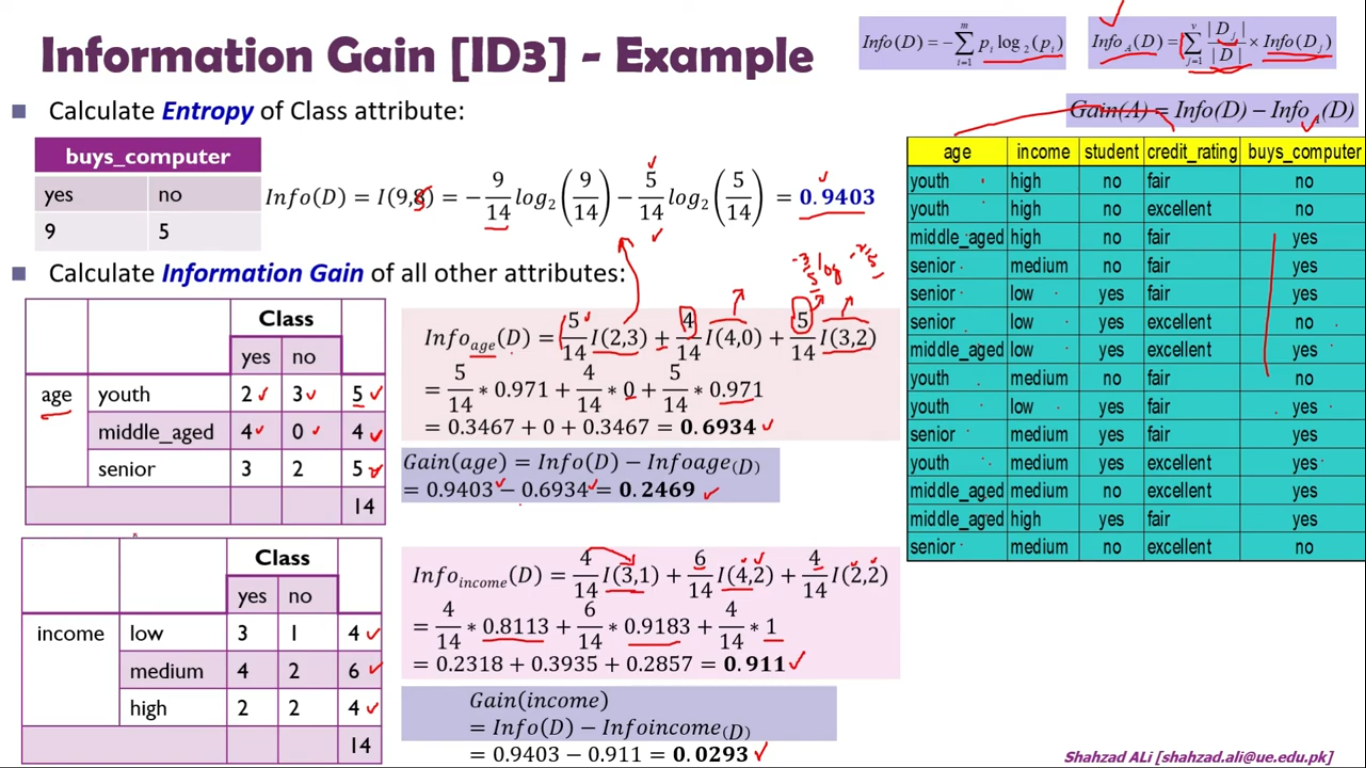 Information Gain [ID3] - Example
Info(D) = −∑_{i=1}^{m} p_i log_2(p_i)
Info_A(D) = ∑_{j=1}^{v} |D_j| / |D| × Info(D_j)
Gain(A) = Info(D) − Info_A(D)
Calculate Entropy of Class attribute:
buys_computer
yes no
9 5
Info(D) = I(9,8) = −9/14 log_2(9/14) − 5/14 log_2(5/14) = 0.9403
Calculate Information Gain of all other attributes:
-3/5 log -2/5
Class
yes no
age youth 2 3 5
middle_aged 4 0 4
senior 3 2 5
14
Info_age(D) = 5/14 I(2,3) + 4/14 I(4,0) + 5/14 I(3,2)
= 5/14 * 0.971 + 4/14 * 0 + 5/14 * 0.971
= 0.3467 + 0 + 0.3467 = 0.6934
Gain(age) = Info(D) − Infoage(D)
= 0.9403 − 0.6934 = 0.2469
Class
yes no
income low 3 1 4
medium 4 2 6
high 2 2 4
14
Info_income(D) = 4/14 I(3,1) + 6/14 I(4,2) + 4/14 I(2,2)
= 4/14 * 0.8113 + 6/14 * 0.9183 + 4/14 * 1
= 0.2318 + 0.3935 + 0.2857 = 0.911
Gain(income)
= Info(D) − Infoincome(D)
= 0.9403 − 0.911 = 0.0293
age income student credit_rating buys_computer
youth high no fair no
youth high no excellent no
middle_aged high no fair yes
senior medium no fair yes
senior low yes fair yes
senior low yes excellent no
middle_aged low yes excellent yes
youth medium no fair no
youth low yes fair yes
senior medium yes fair yes
youth medium yes excellent yes
middle_aged medium no excellent yes
middle_aged high yes fair yes
senior medium no excellent no
Shahzad ALi [shahzad.ali@ue.edu.pk]